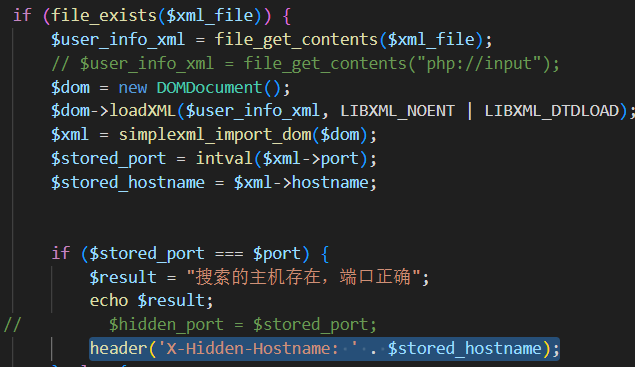 if (file_exists($xml_file)) {
$user_info_xml = file_get_contents($xml_file);
// $user_info_xml = file_get_contents("php://input");
$dom = new DOMDocument();
$dom->loadXML($user_info_xml, LIBXML_NOENT | LIBXML_DTDLOAD);
$xml = simplexml_import_dom($dom);
$stored_port = intval($xml->port);
$stored_hostname = $xml->hostname;
if ($stored_port === $port) {
$result = "搜索的主机存在，端口正确";
echo $result;
// $hidden_port = $stored_port;
header('X-Hidden-Hostname: ' . $stored_hostname);